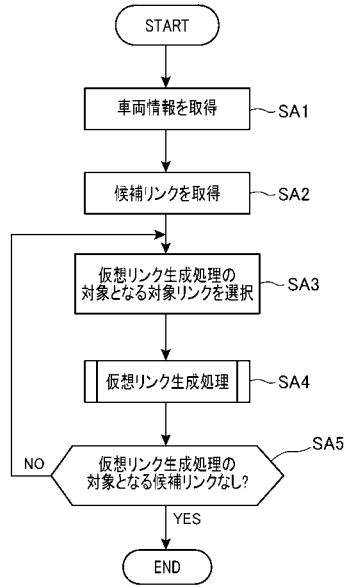 START
車両情報を取得
SA1
候補リンクを取得
SA2
仮想リンク生成処理の
対象となる対象リンクを選択
SA3
仮想リンク生成処理
SA4
仮想リンク生成処理の
対象となる候補リンクなし?
SA5
NO
YES
END